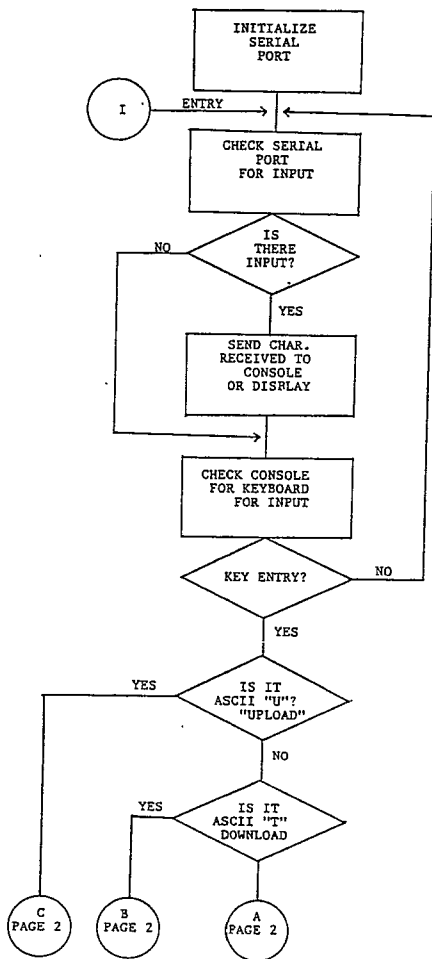 INITIALIZE
SERIAL
PORT
I
ENTRY
CHECK SERIAL
PORT
FOR INPUT
IS
THERE
INPUT?
NO
YES
SEND CHAR.
RECEIVED TO
CONSOLE
OR DISPLAY
CHECK CONSOLE
FOR KEYBOARD
FOR INPUT
KEY ENTRY?
NO
YES
YES
IS IT
ASCII "U"?
"UPLOAD"
NO
YES
IS IT
ASCII "T"
DOWNLOAD
C
PAGE 2
B
PAGE 2
A
PAGE 2